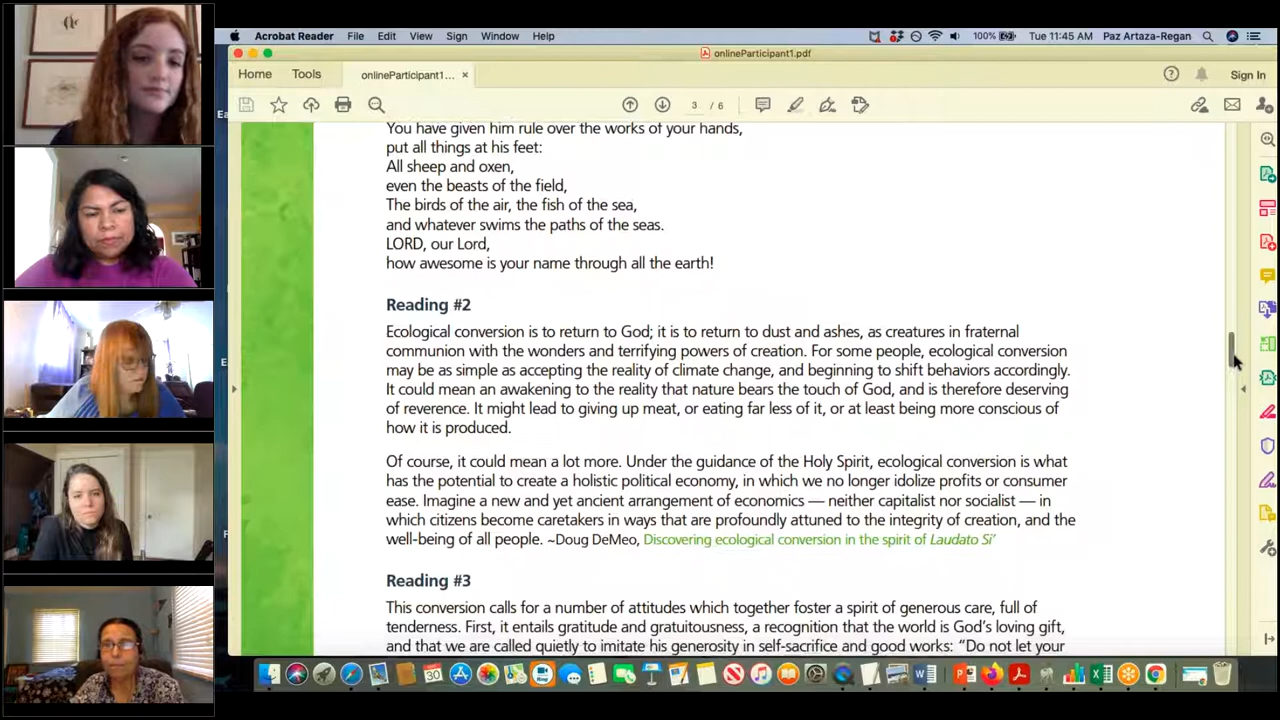 Acrobat Reader File Edit View Sign Window Help 100% Tue 11:45 AM Paz Artaza-Regan
onlineParticipant1.pdf
Home Tools onlineParticipant1... × Sign In
3 / 6
You have given him rule over the works of your hands,
put all things at his feet:
All sheep and oxen,
even the beasts of the field,
The birds of the air, the fish of the sea,
and whatever swims the paths of the seas.
LORD, our Lord,
how awesome is your name through all the earth!
Reading #2
Ecological conversion is to return to God; it is to return to dust and ashes, as creatures in fraternal
communion with the wonders and terrifying powers of creation. For some people, ecological conversion
may be as simple as accepting the reality of climate change, and beginning to shift behaviors accordingly.
It could mean an awakening to the reality that nature bears the touch of God, and is therefore deserving
of reverence. It might lead to giving up meat, or eating far less of it, or at least being more conscious of
how it is produced.
Of course, it could mean a lot more. Under the guidance of the Holy Spirit, ecological conversion is what
has the potential to create a holistic political economy, in which we no longer idolize profits or consumer
ease. Imagine a new and yet ancient arrangement of economics — neither capitalist nor socialist — in
which citizens become caretakers in ways that are profoundly attuned to the integrity of creation, and the
well-being of all people. ~Doug DeMeo, Discovering ecological conversion in the spirit of Laudato Si’
Reading #3
This conversion calls for a number of attitudes which together foster a spirit of generous care, full of
tenderness. First, it entails gratitude and gratuitousness, a recognition that the world is God’s loving gift,
and that we are called quietly to imitate his generosity in self-sacrifice and good works: “Do not let your
30